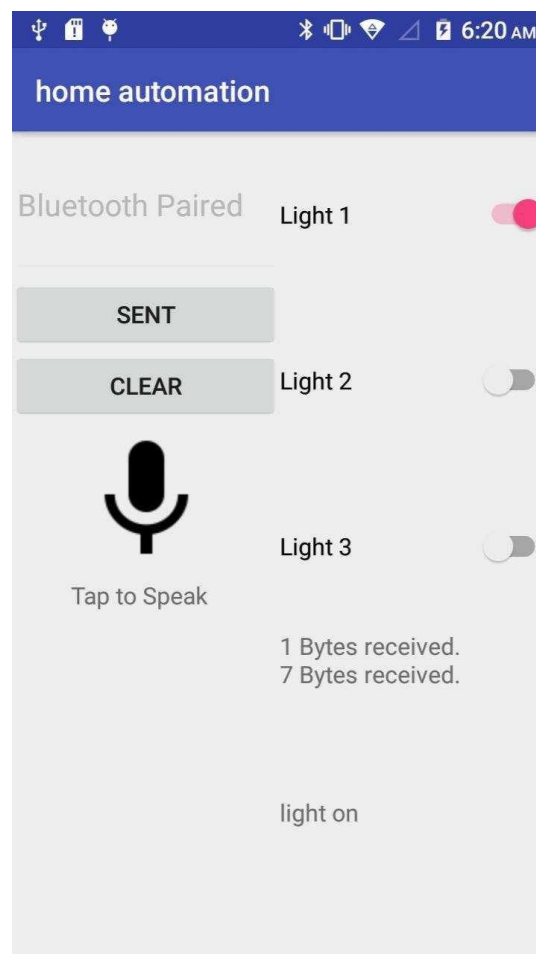 6:20 AM
home automation
Bluetooth Paired
SENT
CLEAR
Tap to Speak
Light 1
Light 2
Light 3
1 Bytes received.
7 Bytes received.
light on